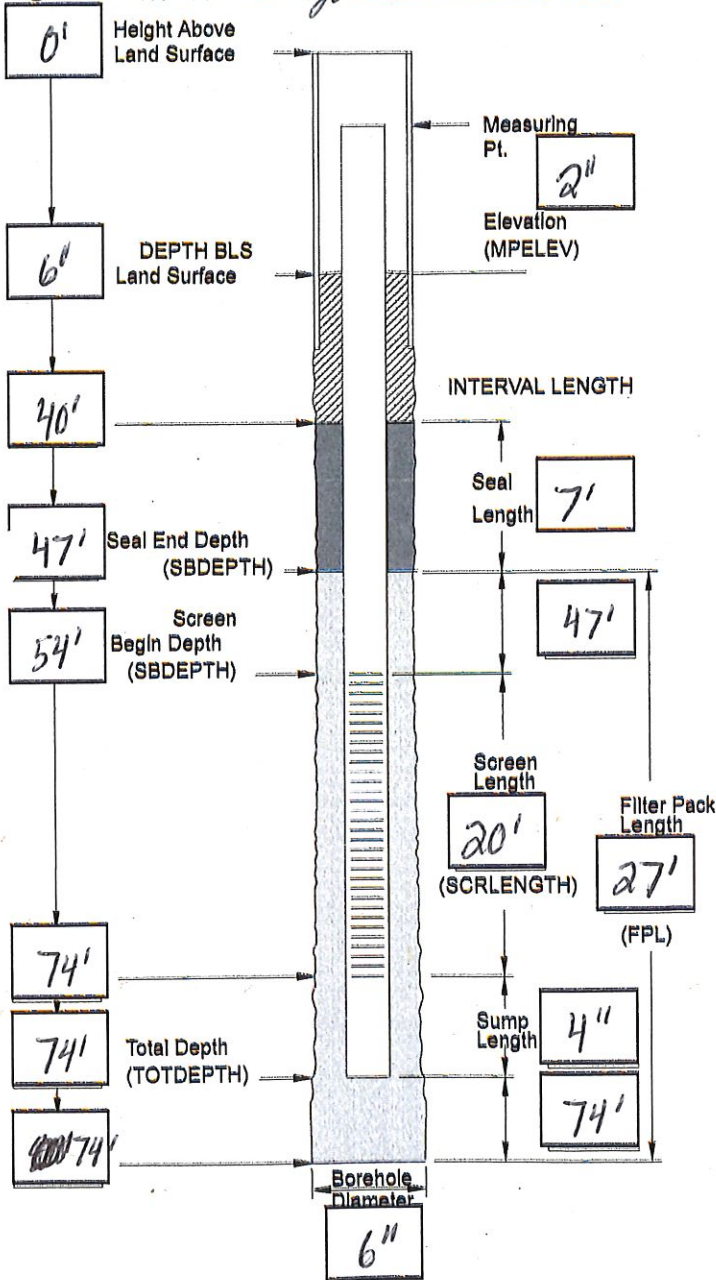 0' Height Above
Land Surface
Measuring
Pt.
2"
Elevation
(MPELEV)
6" DEPTH BLS
Land Surface
INTERVAL LENGTH
40'
Seal
Length 7'
47' Seal End Depth
(SBDEPTH)
47'
54' Screen
Begin Depth
(SBDEPTH)
Screen
Length
20'
(SCRLENGTH)
Filter Pack
Length
27'
(FPL)
74'
Sump
Length 4"
74' Total Depth
(TOTDEPTH)
74'
74'
Borehole
Diameter
6"